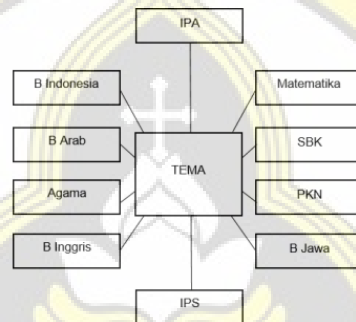 IPA
B Indonesia
Matematika
B Arab
SBK
TEMA
Agama
PKN
B Inggris
B Jawa
IPS